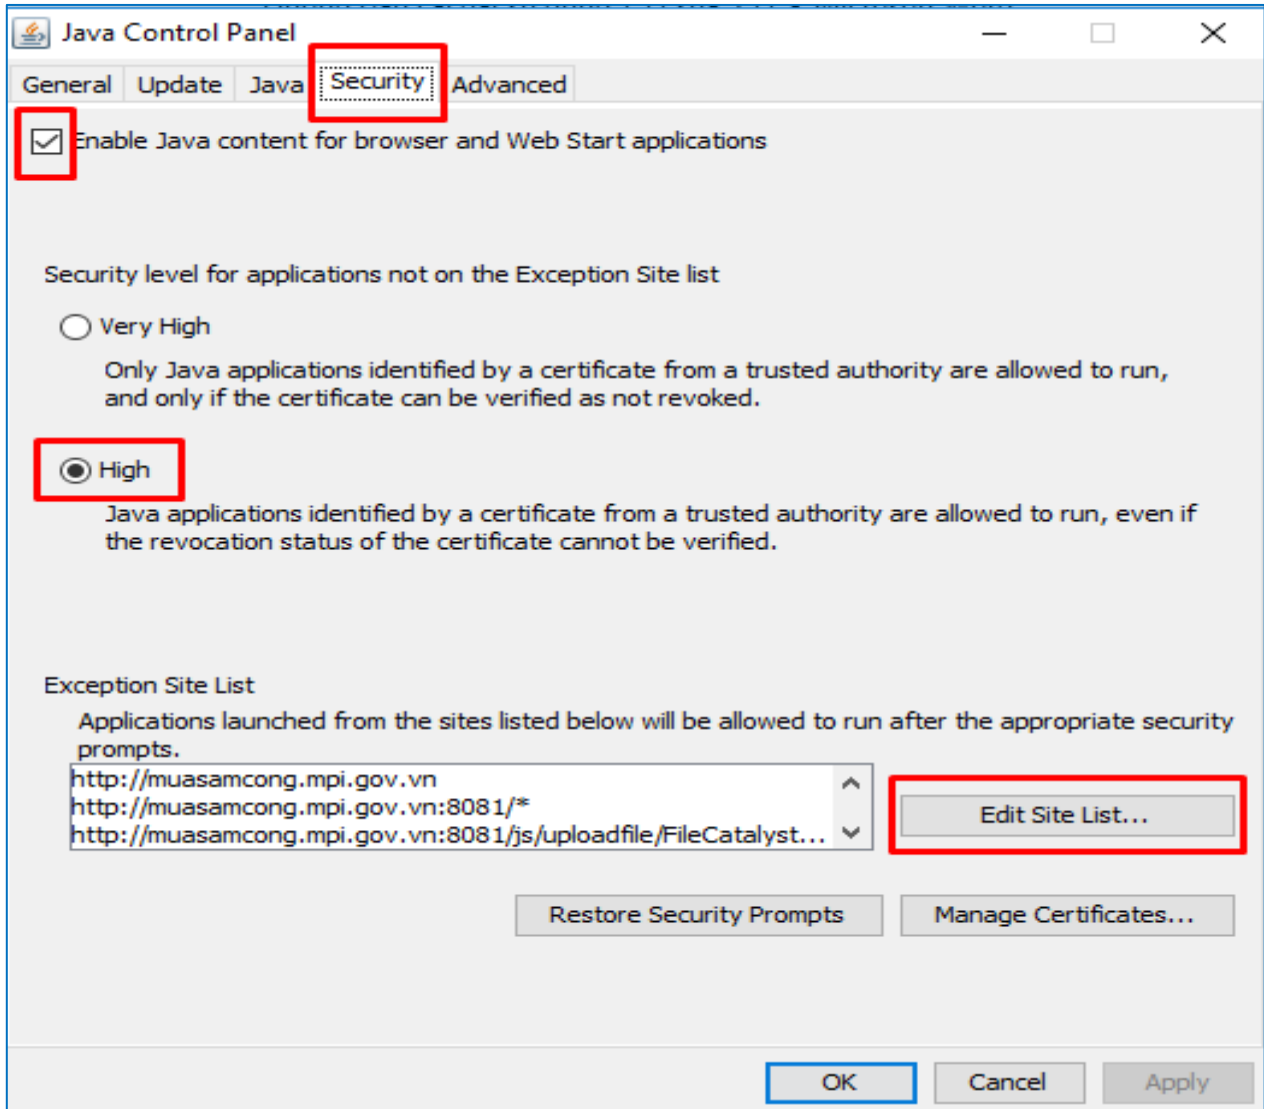 Java Control Panel
General Update Java Security Advanced
Enable Java content for browser and Web Start applications
Security level for applications not on the Exception Site list
Very High
Only Java applications identified by a certificate from a trusted authority are allowed to run,
and only if the certificate can be verified as not revoked.
High
Java applications identified by a certificate from a trusted authority are allowed to run, even if
the revocation status of the certificate cannot be verified.
Exception Site List
Applications launched from the sites listed below will be allowed to run after the appropriate security
prompts.
http://muasamcong.mpi.gov.vn
http://muasamcong.mpi.gov.vn:8081/*
http://muasamcong.mpi.gov.vn:8081/js/uploadfile/FileCatalyst...
Edit Site List...
Restore Security Prompts Manage Certificates...
OK Cancel Apply